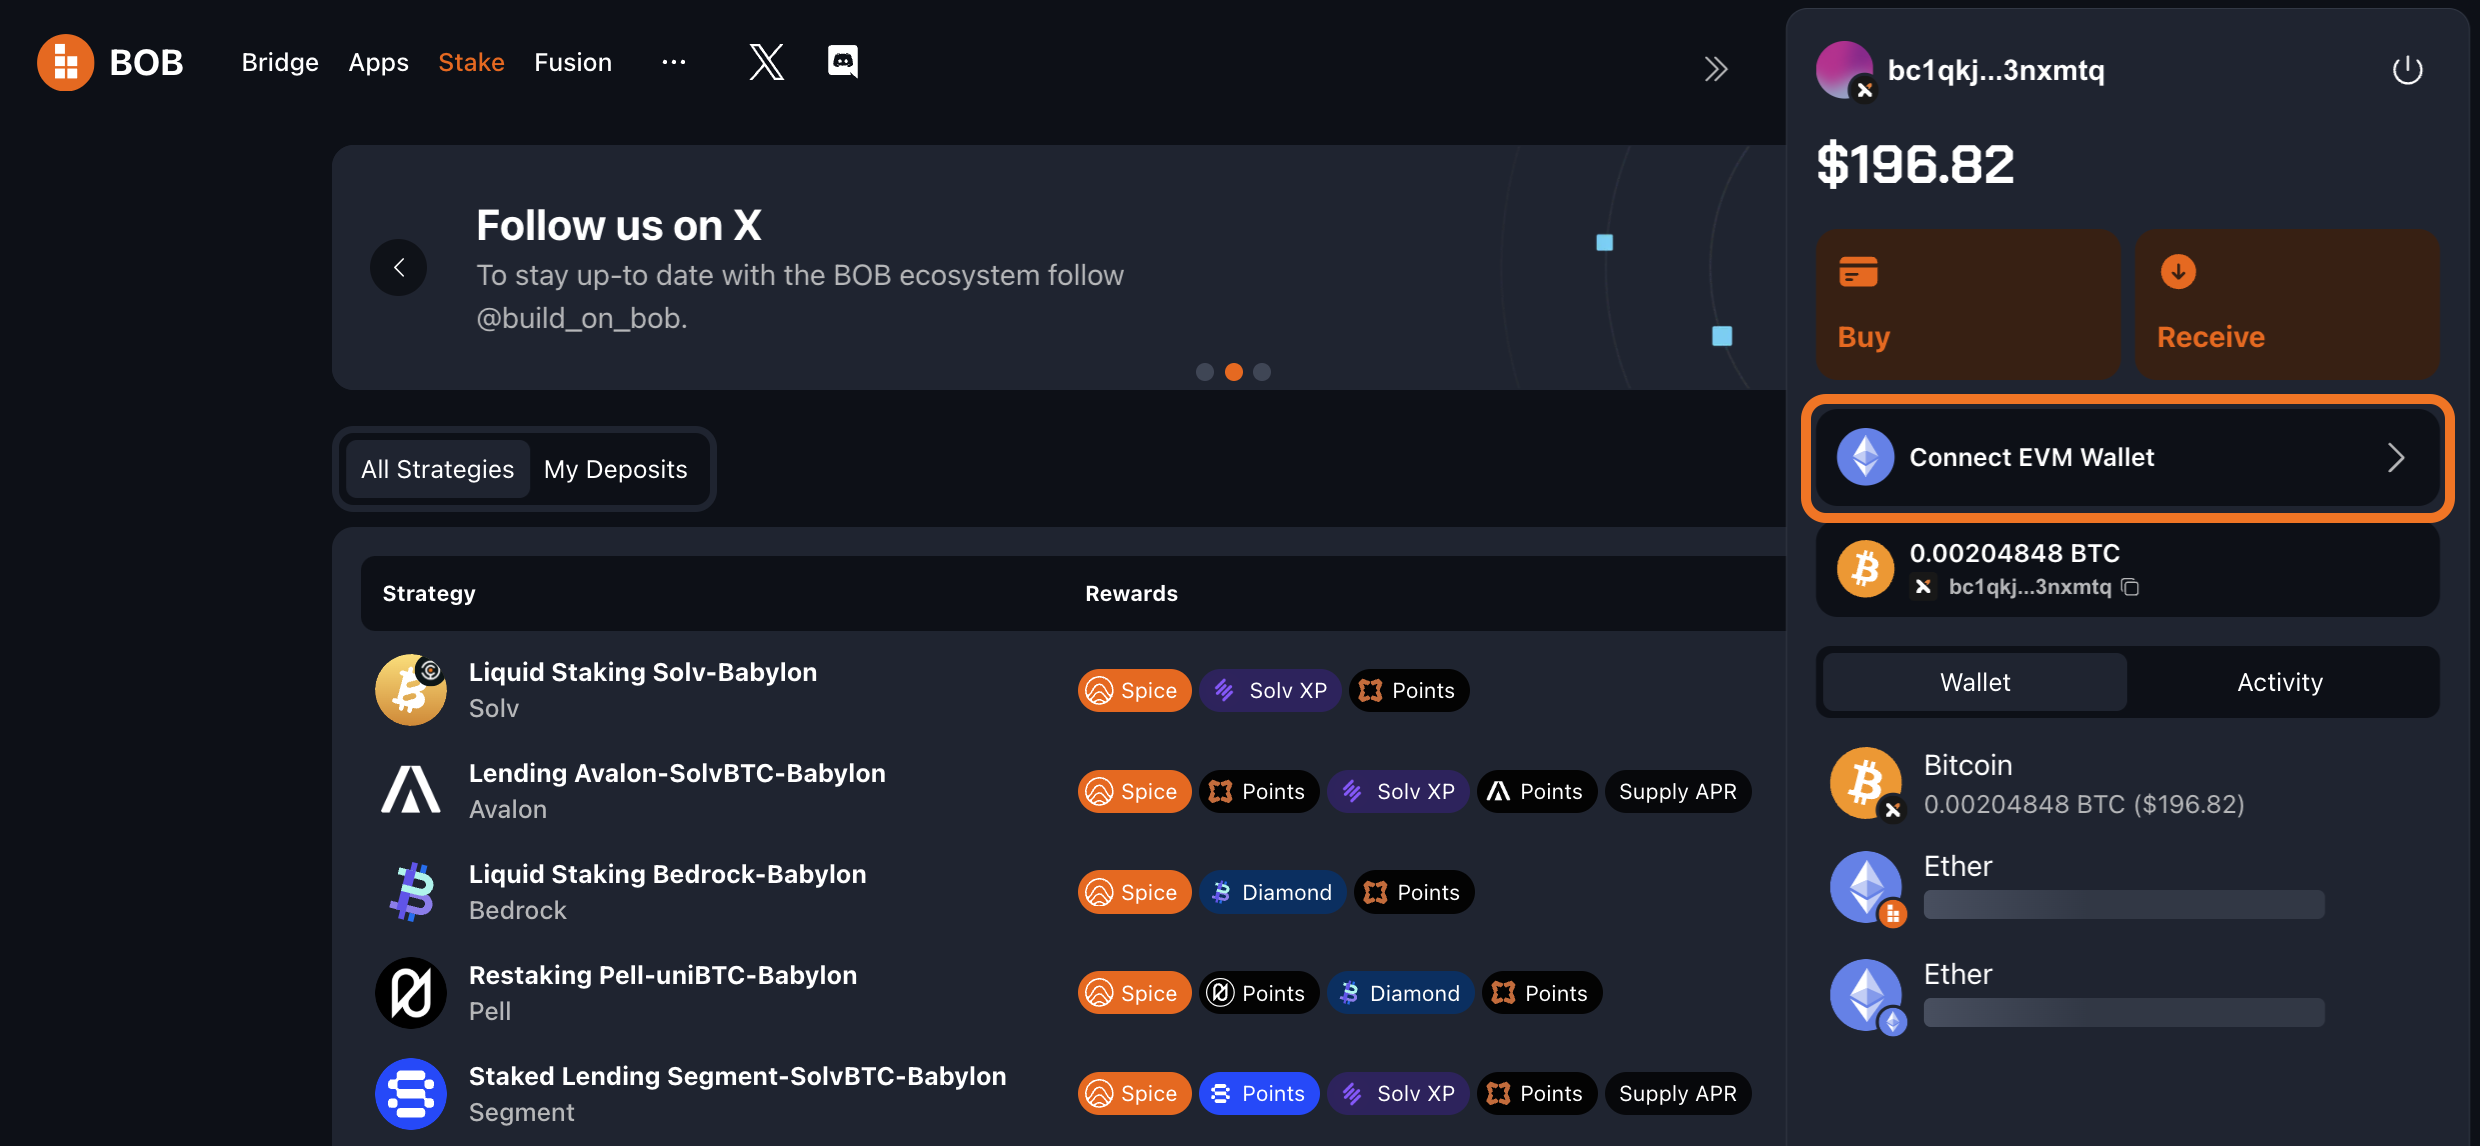 BOB
Bridge Apps Stake Fusion ...
Follow us on X
To stay up-to date with the BOB ecosystem follow
@build_on_bob.
All Strategies My Deposits
Strategy Rewards
Liquid Staking Solv-Babylon
Solv
Spice Solv XP Points
Lending Avalon-SolvBTC-Babylon
Avalon
Spice Points Solv XP Points Supply APR
Liquid Staking Bedrock-Babylon
Bedrock
Spice Diamond Points
Restaking Pell-uniBTC-Babylon
Pell
Spice Points Diamond Points
Staked Lending Segment-SolvBTC-Babylon
Segment
Spice Points Solv XP Points Supply APR
bc1qkj...3nxmtq
$196.82
Buy Receive
Connect EVM Wallet
0.00204848 BTC
bc1qkj...3nxmtq
Wallet Activity
Bitcoin
0.00204848 BTC ($196.82)
Ether
Ether